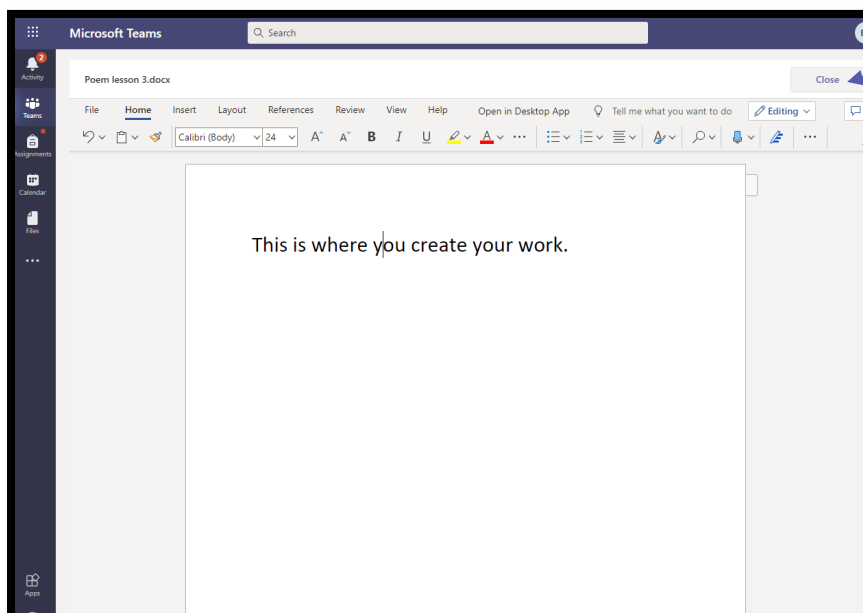 Microsoft Teams
Search
2
Activity
Teams
Assignments
Calendar
Files
Apps
Poem lesson 3.docx
Close
File Home Insert Layout References Review View Help Open in Desktop App Tell me what you want to do Editing
Calibri (Body) 24 A A B I U A
This is where you create your work.